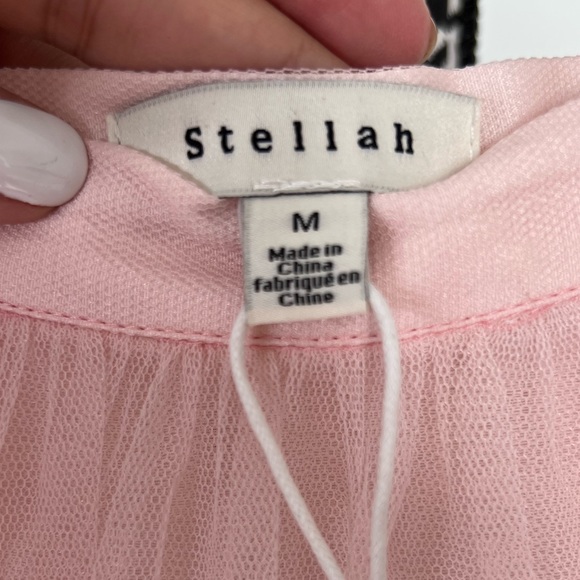 Stellah
M
Made in
China
fabriqué en
Chine